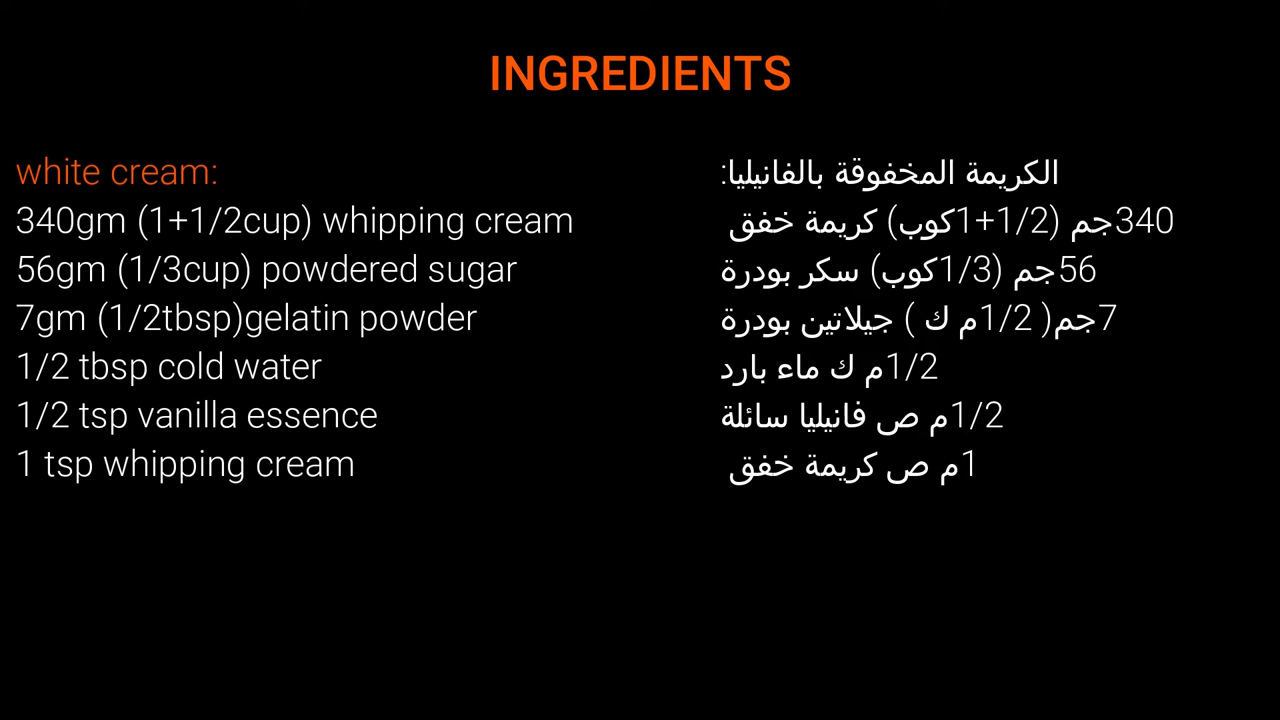 INGREDIENTS
white cream:
340gm (1+1/2cup) whipping cream
56gm (1/3cup) powdered sugar
7gm (1/2tbsp)gelatin powder
1/2 tbsp cold water
1/2 tsp vanilla essence
1 tsp whipping cream
الكريمة المخفوقة بالفانيليا:
340جم (1+1/2كوب) كريمة خفق
56جم (1/3كوب) سكر بودرة
7جم( 1/2م ك ) جيلاتين بودرة
1/2م ك ماء بارد
1/2م ص فانيليا سائلة
1م ص كريمة خفق